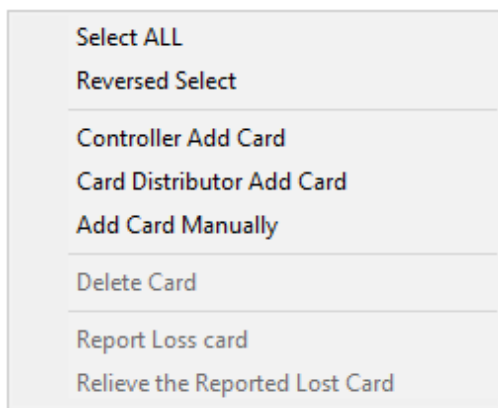 Select ALL
Reversed Select
Controller Add Card
Card Distributor Add Card
Add Card Manually
Delete Card
Report Loss card
Relieve the Reported Lost Card